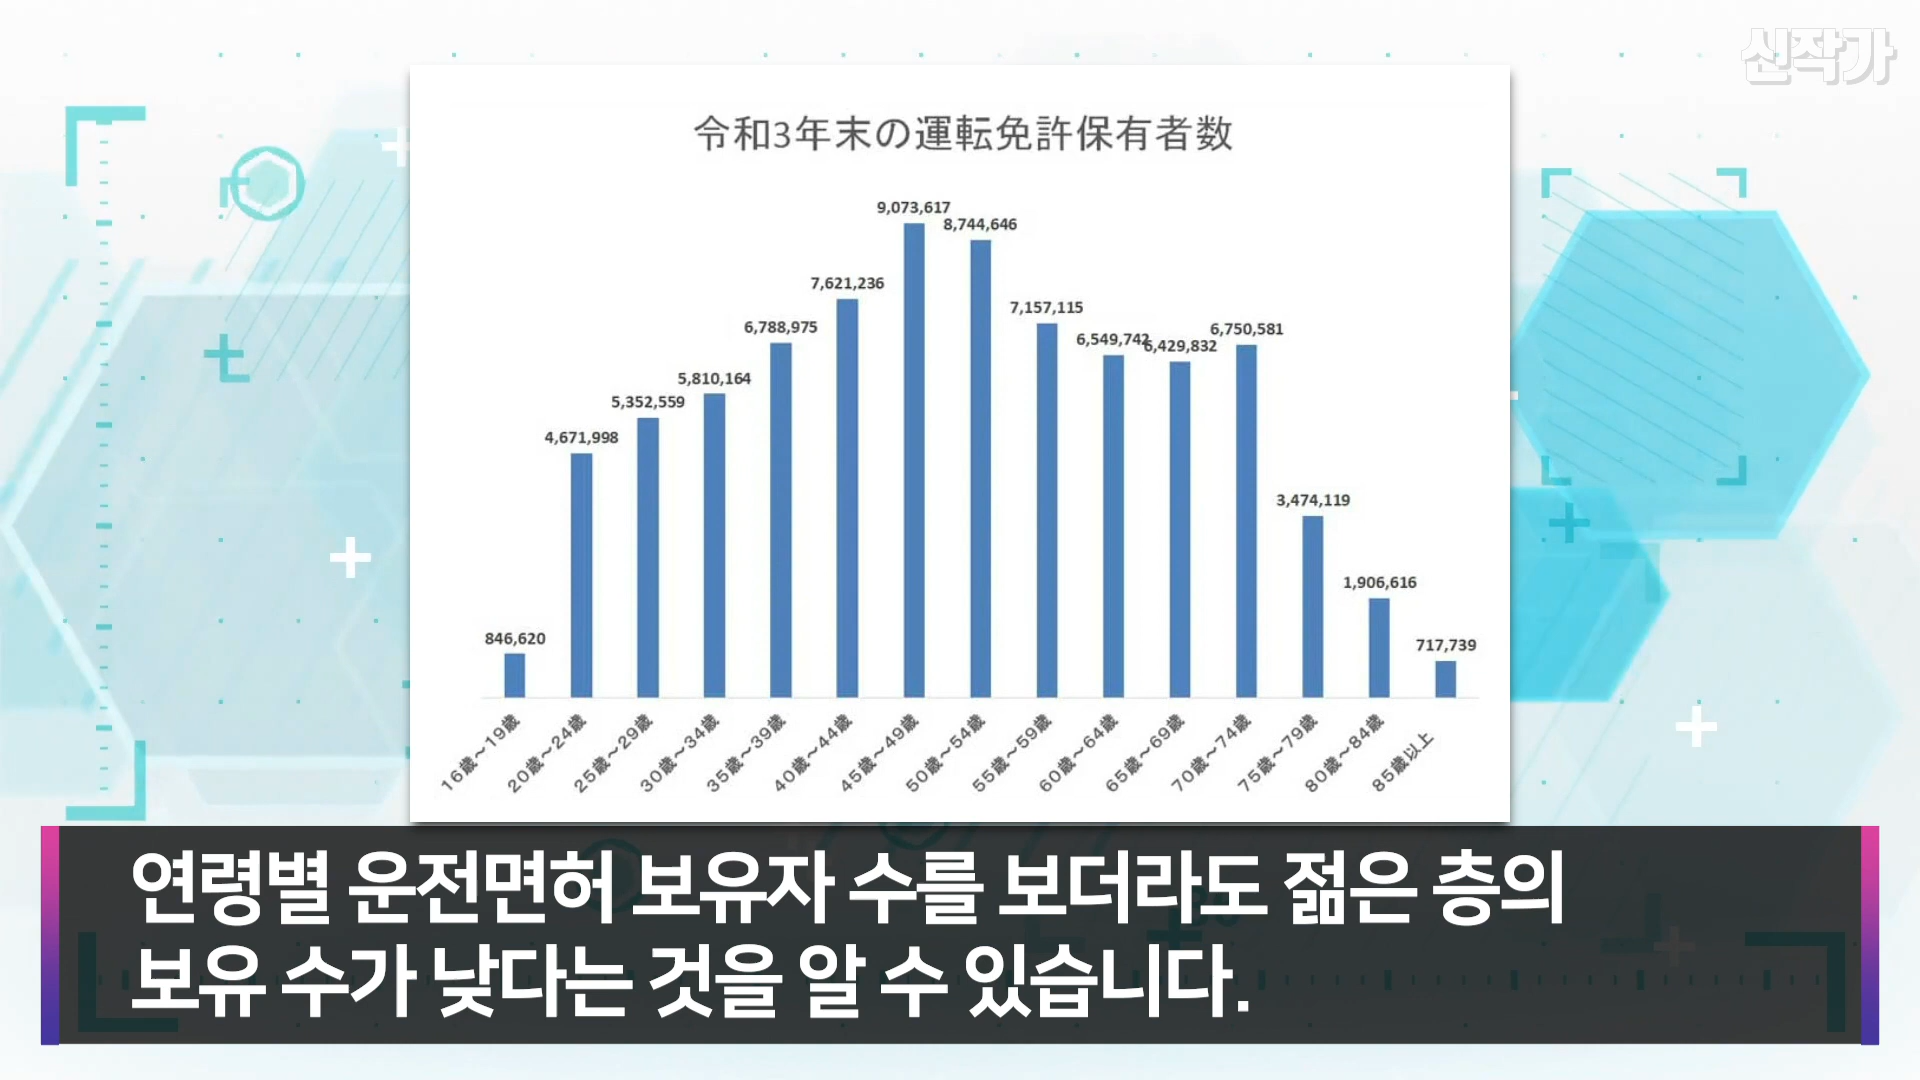 신작가
令和3年末の運転免許保有者数
9,073,617
8,744,646
7,621,236
7,157,115
6,788,975
6,549,742
6,429,832
6,750,581
5,810,164
5,352,559
4,671,998
3,474,119
1,906,616
846,620
717,739
16歳～19歳
20歳～24歳
25歳～29歳
30歳～34歳
35歳～39歳
40歳～44歳
45歳～49歳
50歳～54歳
55歳～59歳
60歳～64歳
65歳～69歳
70歳～74歳
75歳～79歳
80歳～84歳
85歳以上
연령별 운전면허 보유자 수를 보더라도 젊은 층의
보유 수가 낮다는 것을 알 수 있습니다.